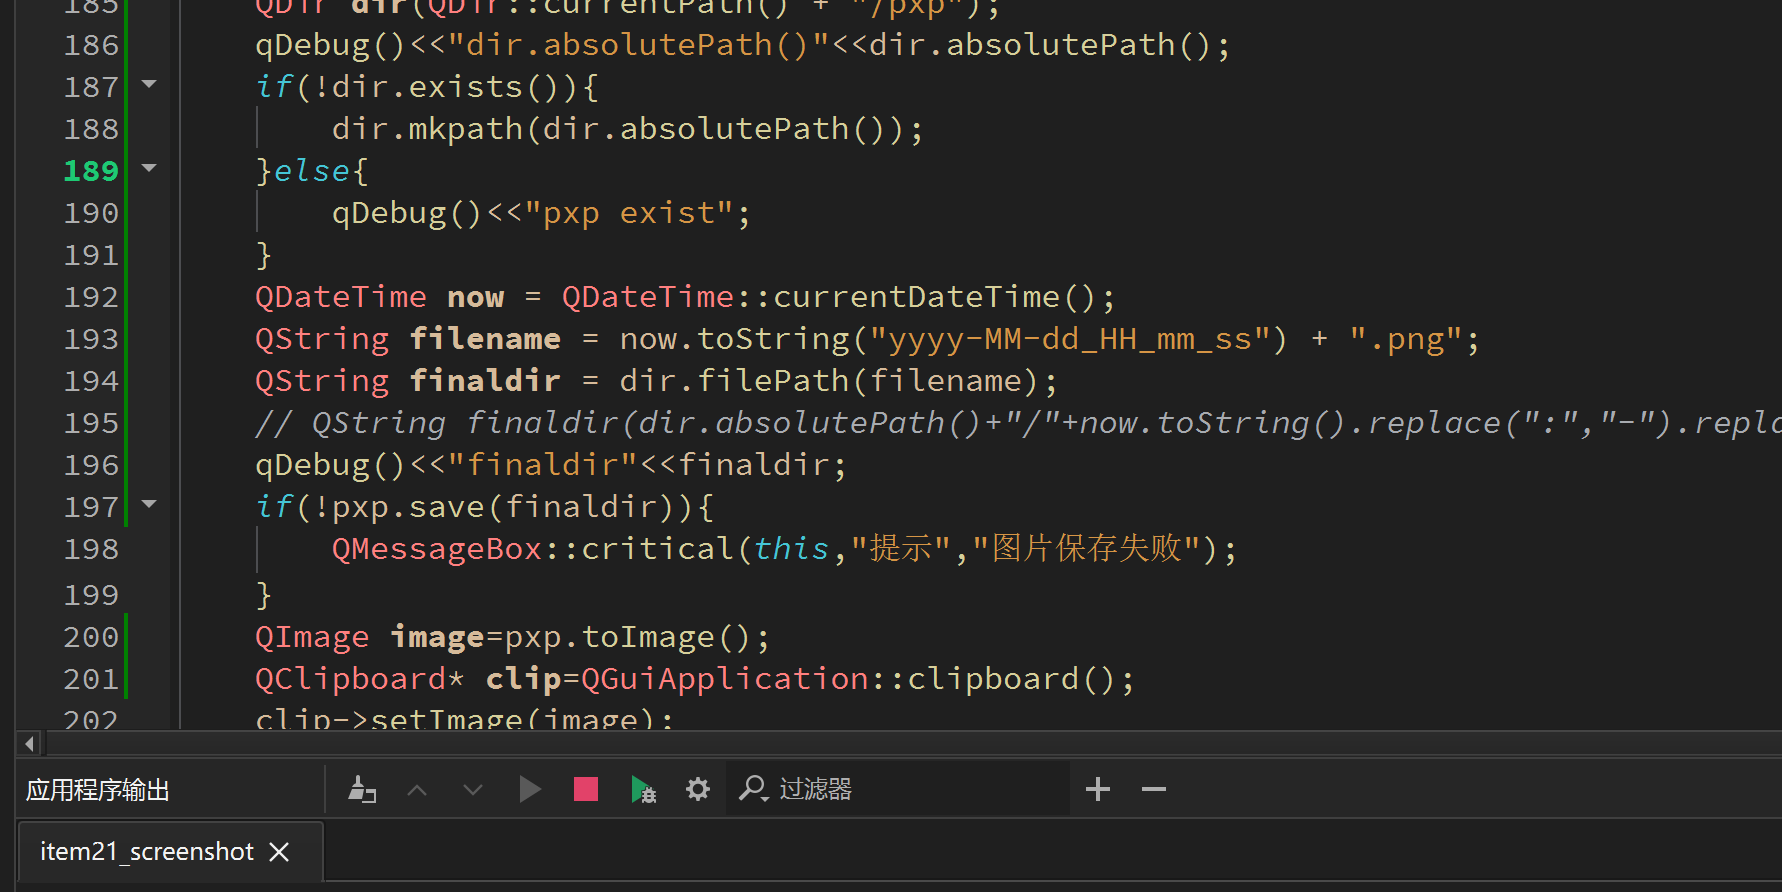 185 QDir dir(QDir::currentPath() + "/pxp");
186 qDebug()<<"dir.absolutePath()"<<dir.absolutePath();
187 if(!dir.exists()){
188 dir.mkpath(dir.absolutePath());
189 }else{
190 qDebug()<<"pxp exist";
191 }
192 QDateTime now = QDateTime::currentDateTime();
193 QString filename = now.toString("yyyy-MM-dd_HH_mm_ss") + ".png";
194 QString finaldir = dir.filePath(filename);
195 // QString finaldir(dir.absolutePath()+"/"+now.toString().replace(":","-").repla
196 qDebug()<<"finaldir"<<finaldir;
197 if(!pxp.save(finaldir)){
198 QMessageBox::critical(this,"提示","图片保存失败");
199 }
200 QImage image=pxp.toImage();
201 QClipboard* clip=QGuiApplication::clipboard();
202 clip->setImage(image);
应用程序输出 过滤器
item21_screenshot